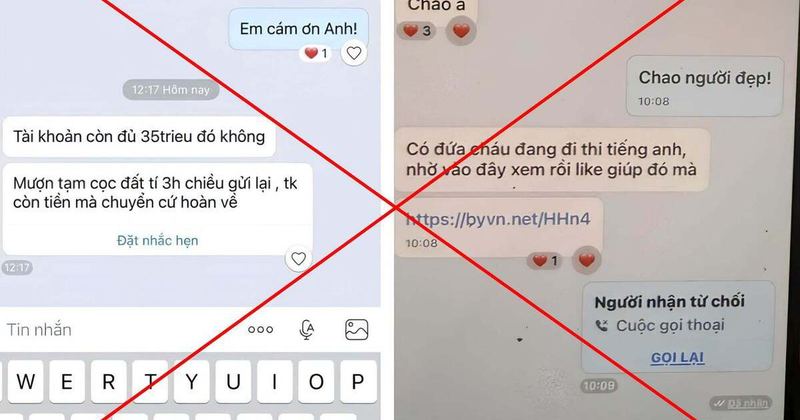 Em cám ơn Anh!
1
12:17 Hôm nay
Tài khoản còn đủ 35trieu đó không
Mượn tạm cọc đất tí 3h chiều gửi lại , tk
còn tiền mà chuyển cứ hoàn về
Đặt nhắc hẹn
12:17
Tin nhắn
W E R T Y U I O P
Chao a
3
Chao người đẹp!
10:08
Có đứa cháu đang đi thi tiếng anh,
nhờ vào đây xem rồi like giúp đó mà
https://byvn.net/HHn4
10:08
1
Người nhận từ chối
Cuộc gọi thoại
GỌI LẠI
10:09
Đã nhận